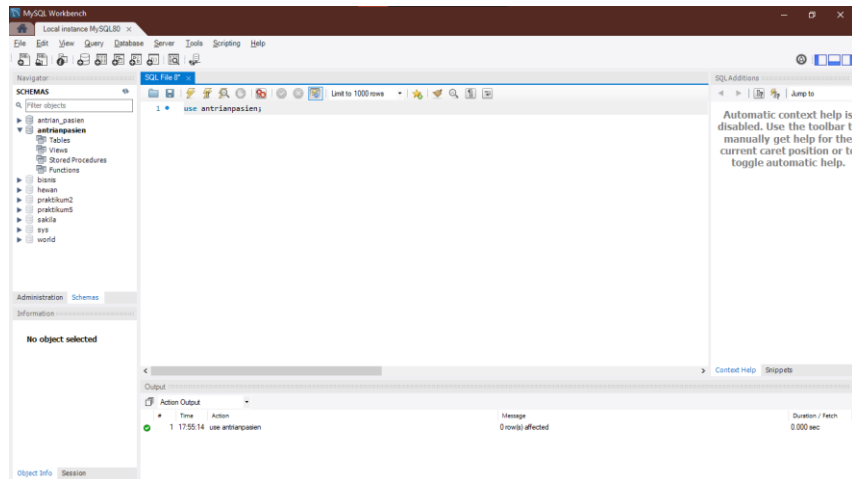 MySQL Workbench
Local instance MySQL80 ×
File Edit View Query Database Server Tools Scripting Help
Navigator
SCHEMAS
Filter objects
antrian_pasien
antrianpasien
Tables
Views
Stored Procedures
Functions
bisnis
hewan
praktikum2
praktikum5
sakila
sys
world
Administration Schemas
Information
No object selected
Object Info Session
SQL File 8* ×
Limit to 1000 rows
1 use antrianpasien;
Output
Action Output
# Time Action Message Duration / Fetch
1 17:55:14 use antrianpasien 0 row(s) affected 0.000 sec
SQLAdditions
Jump to
Automatic context help is
disabled. Use the toolbar t
manually get help for the
current caret position or t
toggle automatic help.
Context Help Snippets